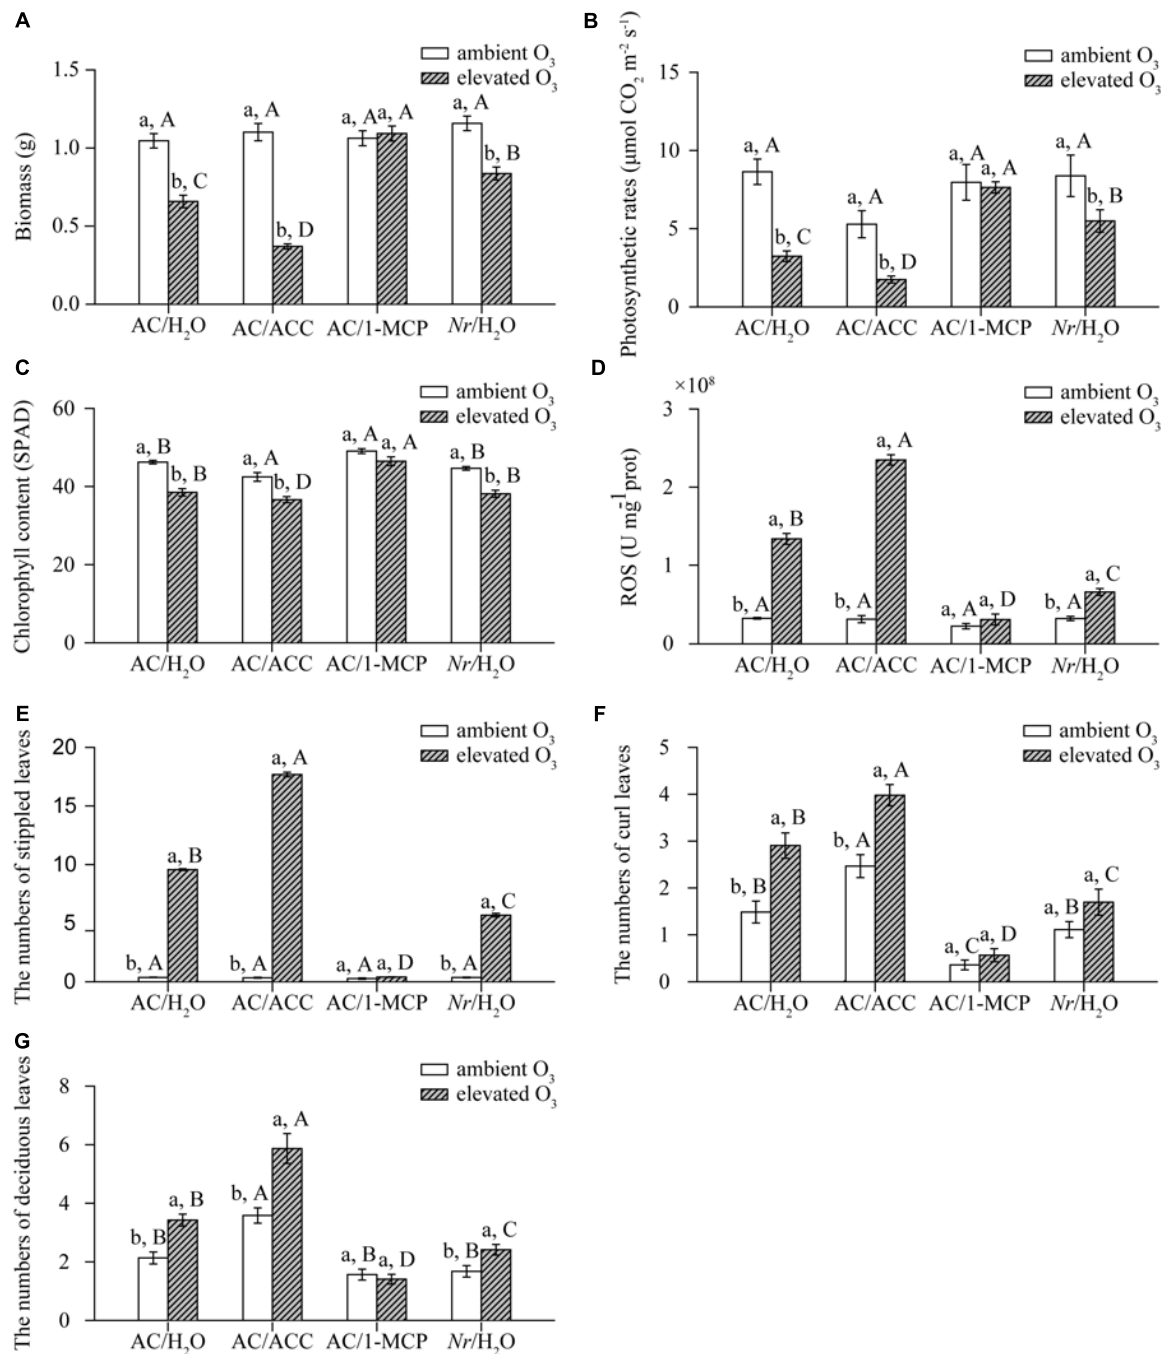 A
ambient O3
elevated O3
Biomass (g)
1.5
1.0
0.5
0.0
a, A
b, C
a, A
b, D
a, A
a, A
a, A
b, B
AC/H2O
AC/ACC
AC/1-MCP
Nr/H2O
B
ambient O3
elevated O3
Photosynthetic rates (μmol CO2 m-2 s-1)
15
10
5
0
a, A
b, C
a, A
b, D
a, A
a, A
a, A
b, B
AC/H2O
AC/ACC
AC/1-MCP
Nr/H2O
C
ambient O3
elevated O3
Chlorophyll content (SPAD)
60
40
20
0
a, B
b, B
a, A
b, D
a, A
a, A
a, B
b, B
AC/H2O
AC/ACC
AC/1-MCP
Nr/H2O
D
×10^8
ambient O3
elevated O3
ROS (U mg-1prot)
3
2
1
0
b, A
a, B
b, A
a, A
a, A
a, D
b, A
a, C
AC/H2O
AC/ACC
AC/1-MCP
Nr/H2O
E
ambient O3
elevated O3
The numbers of stippled leaves
20
15
10
5
0
b, A
a, B
b, A
a, A
a, A
a, D
b, A
a, C
AC/H2O
AC/ACC
AC/1-MCP
Nr/H2O
F
ambient O3
elevated O3
The numbers of curl leaves
5
4
3
2
1
0
b, B
a, B
b, A
a, A
a, C
a, D
a, B
a, C
AC/H2O
AC/ACC
AC/1-MCP
Nr/H2O
G
ambient O3
elevated O3
The numbers of deciduous leaves
8
6
4
2
0
b, B
a, B
b, A
a, A
a, B
a, D
b, B
a, C
AC/H2O
AC/ACC
AC/1-MCP
Nr/H2O